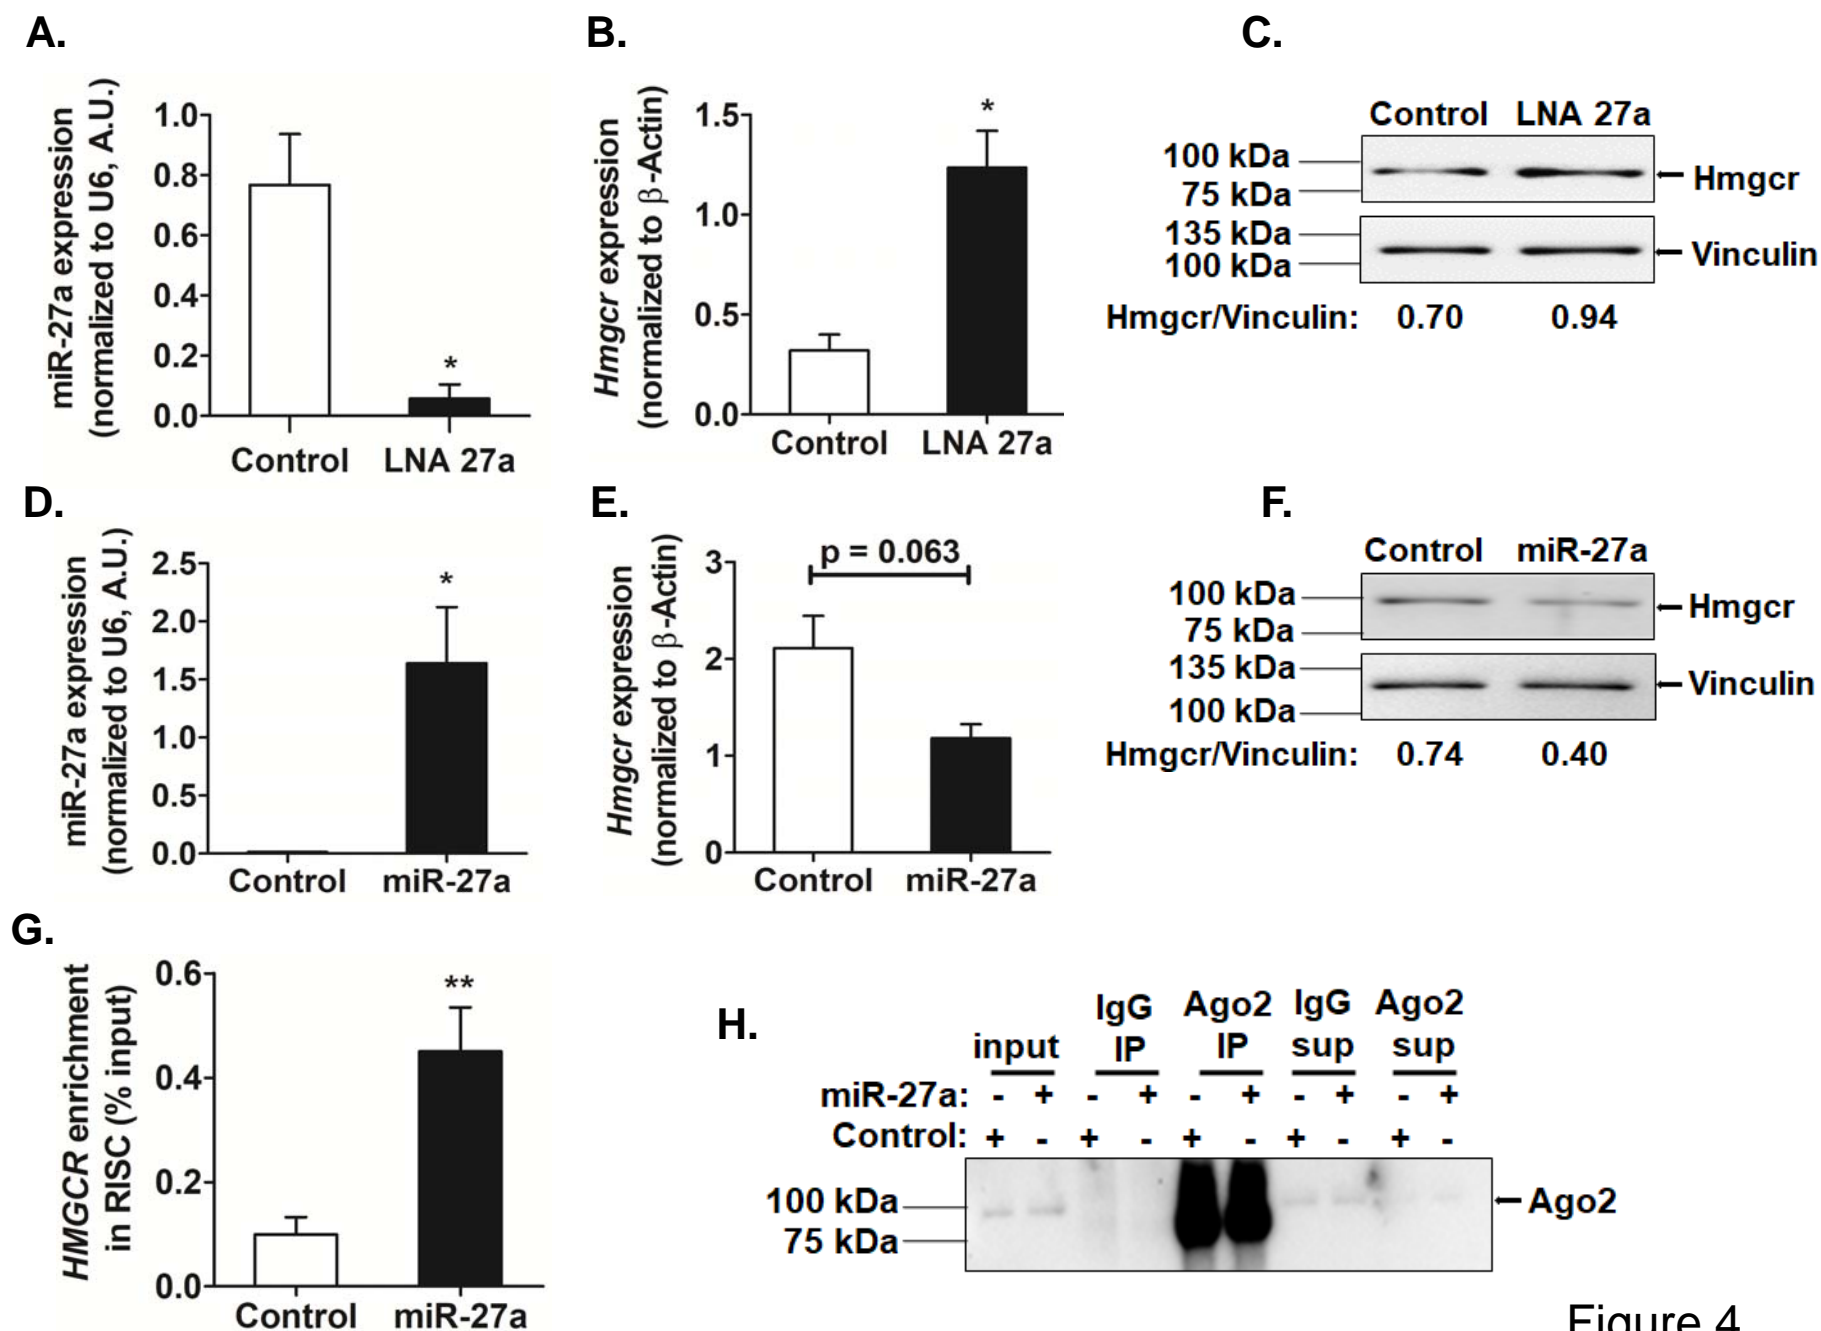 A.
miR-27a expression
(normalized to U6, A.U.)
1.0
0.8
0.6
0.4
0.2
0.0
*
Control LNA 27a
B.
Hmgcr expression
(normalized to β-Actin)
1.5
1.0
0.5
0.0
*
Control LNA 27a
C.
Control LNA 27a
100 kDa
75 kDa
Hmgcr
135 kDa
100 kDa
Vinculin
Hmgcr/Vinculin: 0.70 0.94
D.
miR-27a expression
(normalized to U6, A.U.)
2.5
2.0
1.5
1.0
0.5
0.0
*
Control miR-27a
E.
Hmgcr expression
(normalized to β-Actin)
3
2
1
0
p = 0.063
Control miR-27a
F.
Control miR-27a
100 kDa
75 kDa
Hmgcr
135 kDa
100 kDa
Vinculin
Hmgcr/Vinculin: 0.74 0.40
G.
HMGCR enrichment
in RISC (% input)
0.6
0.4
0.2
0.0
**
Control miR-27a
H.
input IgG IP Ago2 IP IgG sup Ago2 sup
miR-27a: - + - + - + - + - +
Control: + - + - + - + - + -
100 kDa
75 kDa
Ago2
Figure 4